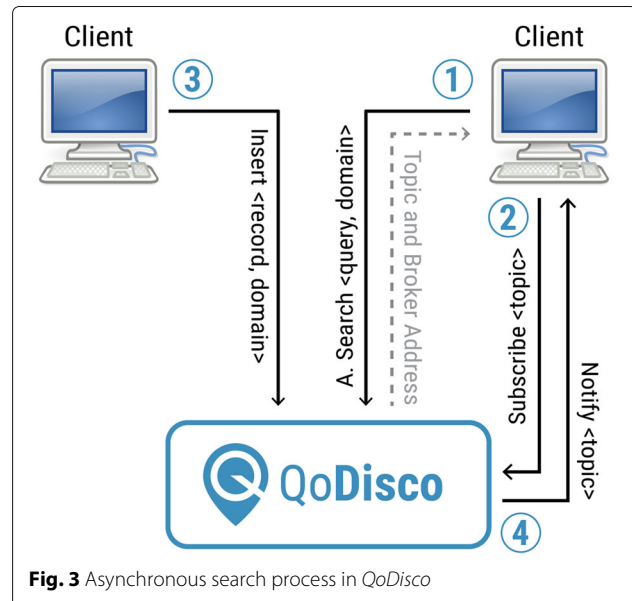 Client
Client
3
1
Insert <record, domain>
A. Search <query, domain>
Topic and Broker Address
2
Subscribe <topic>
Notify <topic>
QoDisco
4
Fig. 3 Asynchronous search process in QoDisco